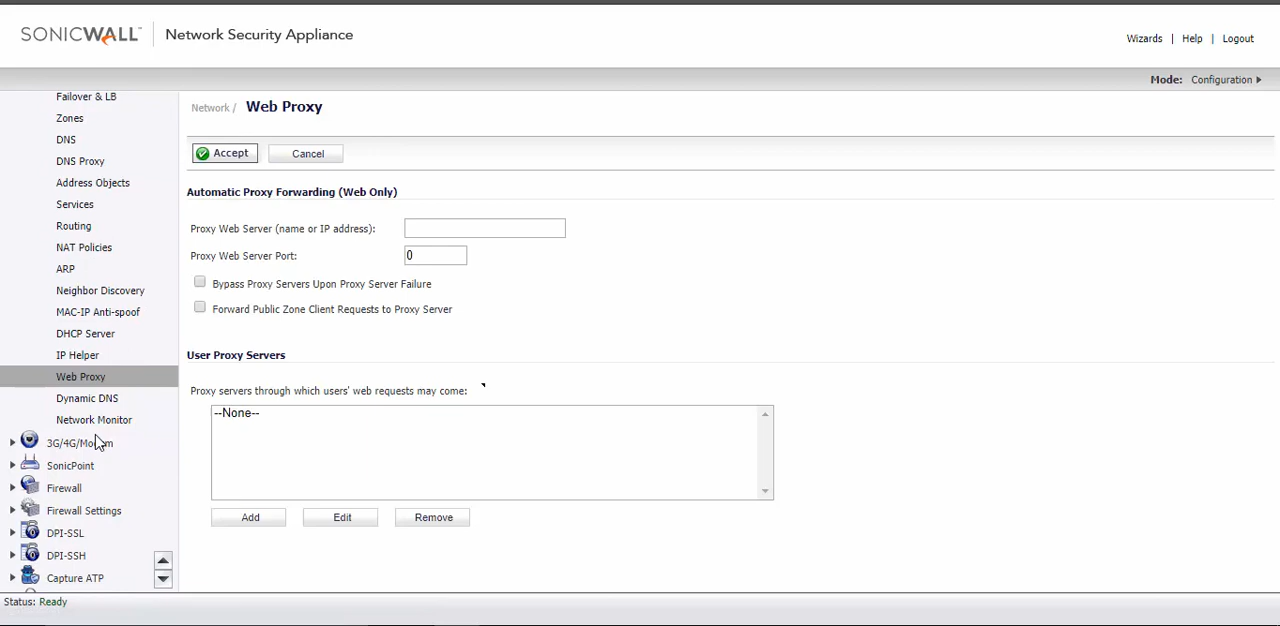 SONICWALL Network Security Appliance
Wizards | Help | Logout
Mode: Configuration
Failover & LB
Zones
DNS
DNS Proxy
Address Objects
Services
Routing
NAT Policies
ARP
Neighbor Discovery
MAC-IP Anti-spoof
DHCP Server
IP Helper
Web Proxy
Dynamic DNS
Network Monitor
3G/4G/Modem
SonicPoint
Firewall
Firewall Settings
DPI-SSL
DPI-SSH
Capture ATP
Network / Web Proxy
Accept Cancel
Automatic Proxy Forwarding (Web Only)
Proxy Web Server (name or IP address):
Proxy Web Server Port: 0
Bypass Proxy Servers Upon Proxy Server Failure
Forward Public Zone Client Requests to Proxy Server
User Proxy Servers
Proxy servers through which users' web requests may come:
--None--
Add Edit Remove
Status: Ready